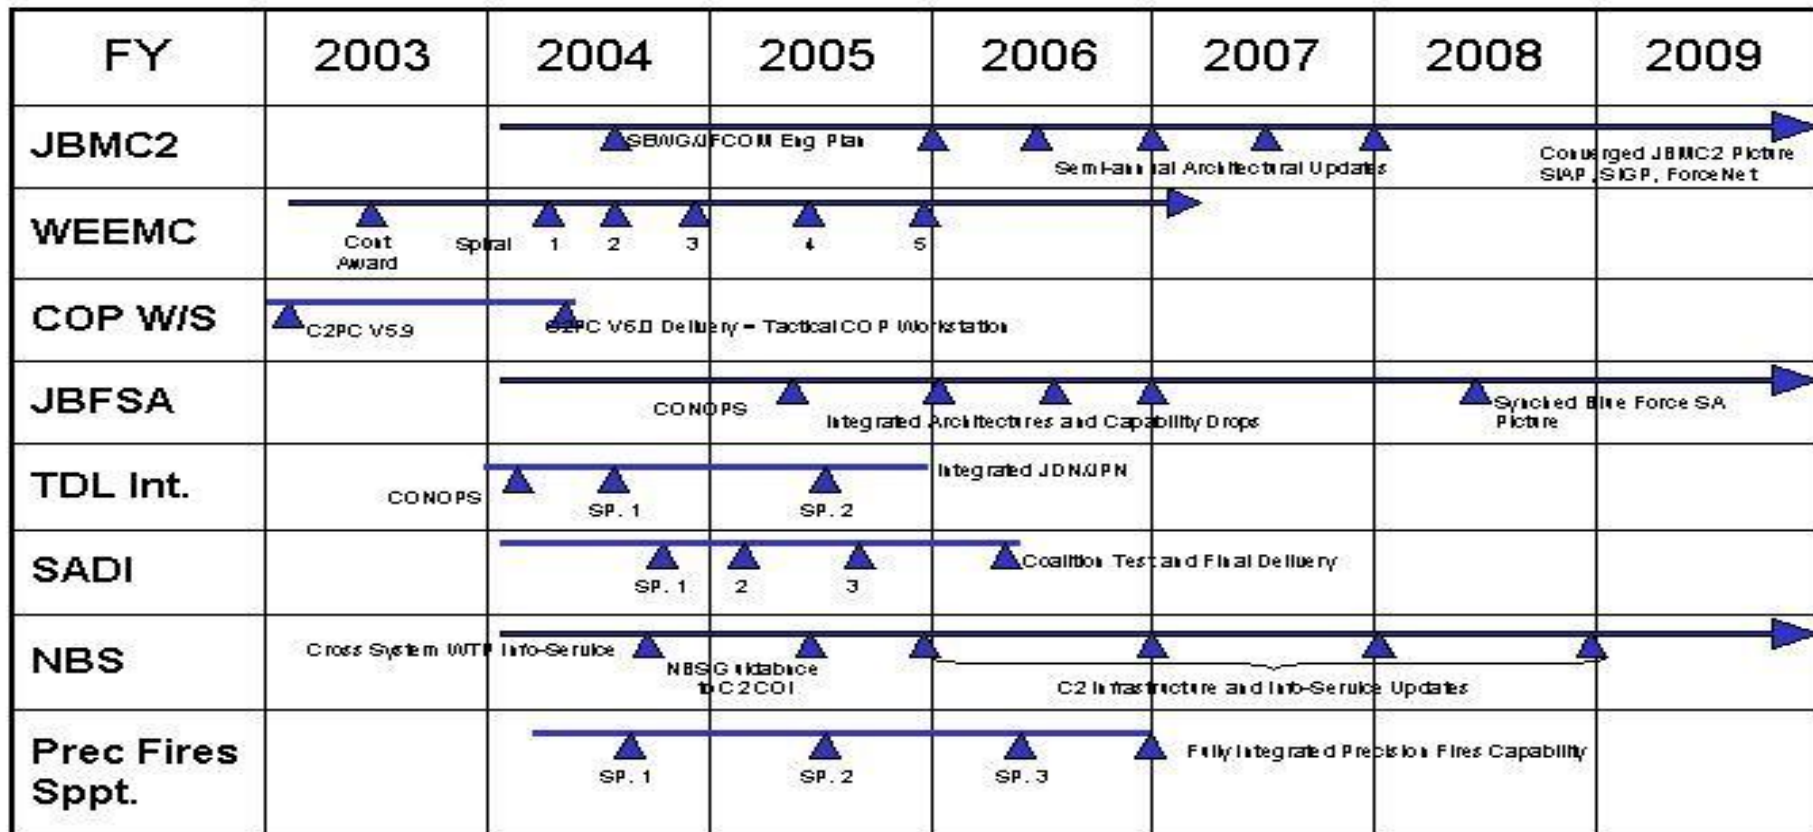 FY 2003 2004 2005 2006 2007 2008 2009
JBMC2
SEWG/JFCOM Eng Plan
Semi-annual Architectural Updates
Converged JBMC2 Picture
SIAP, SIGP, ForceNet
WEEMC
Cont
Award
Spiral 1 2 3 4 5
COP W/S
C2PC V5.9
C2PC V6.0 Delivery - Tactical COP Workstation
JBFSA
CONOPS
Integrated Architectures and Capability Drops
Synched Blue Force SA
Picture
TDL Int.
CONOPS
SP. 1
SP. 2
Integrated JDN/JPN
SADI
SP. 1 2 3
Coalition Test and Final Delivery
NBS
Cross System WTP Info-Service
NBS Guidance
to C2 COI
C2 Infrastructure and Info-Service Updates
Prec Fires
Sppt.
SP. 1
SP. 2
SP. 3
Fully Integrated Precision Fires Capability